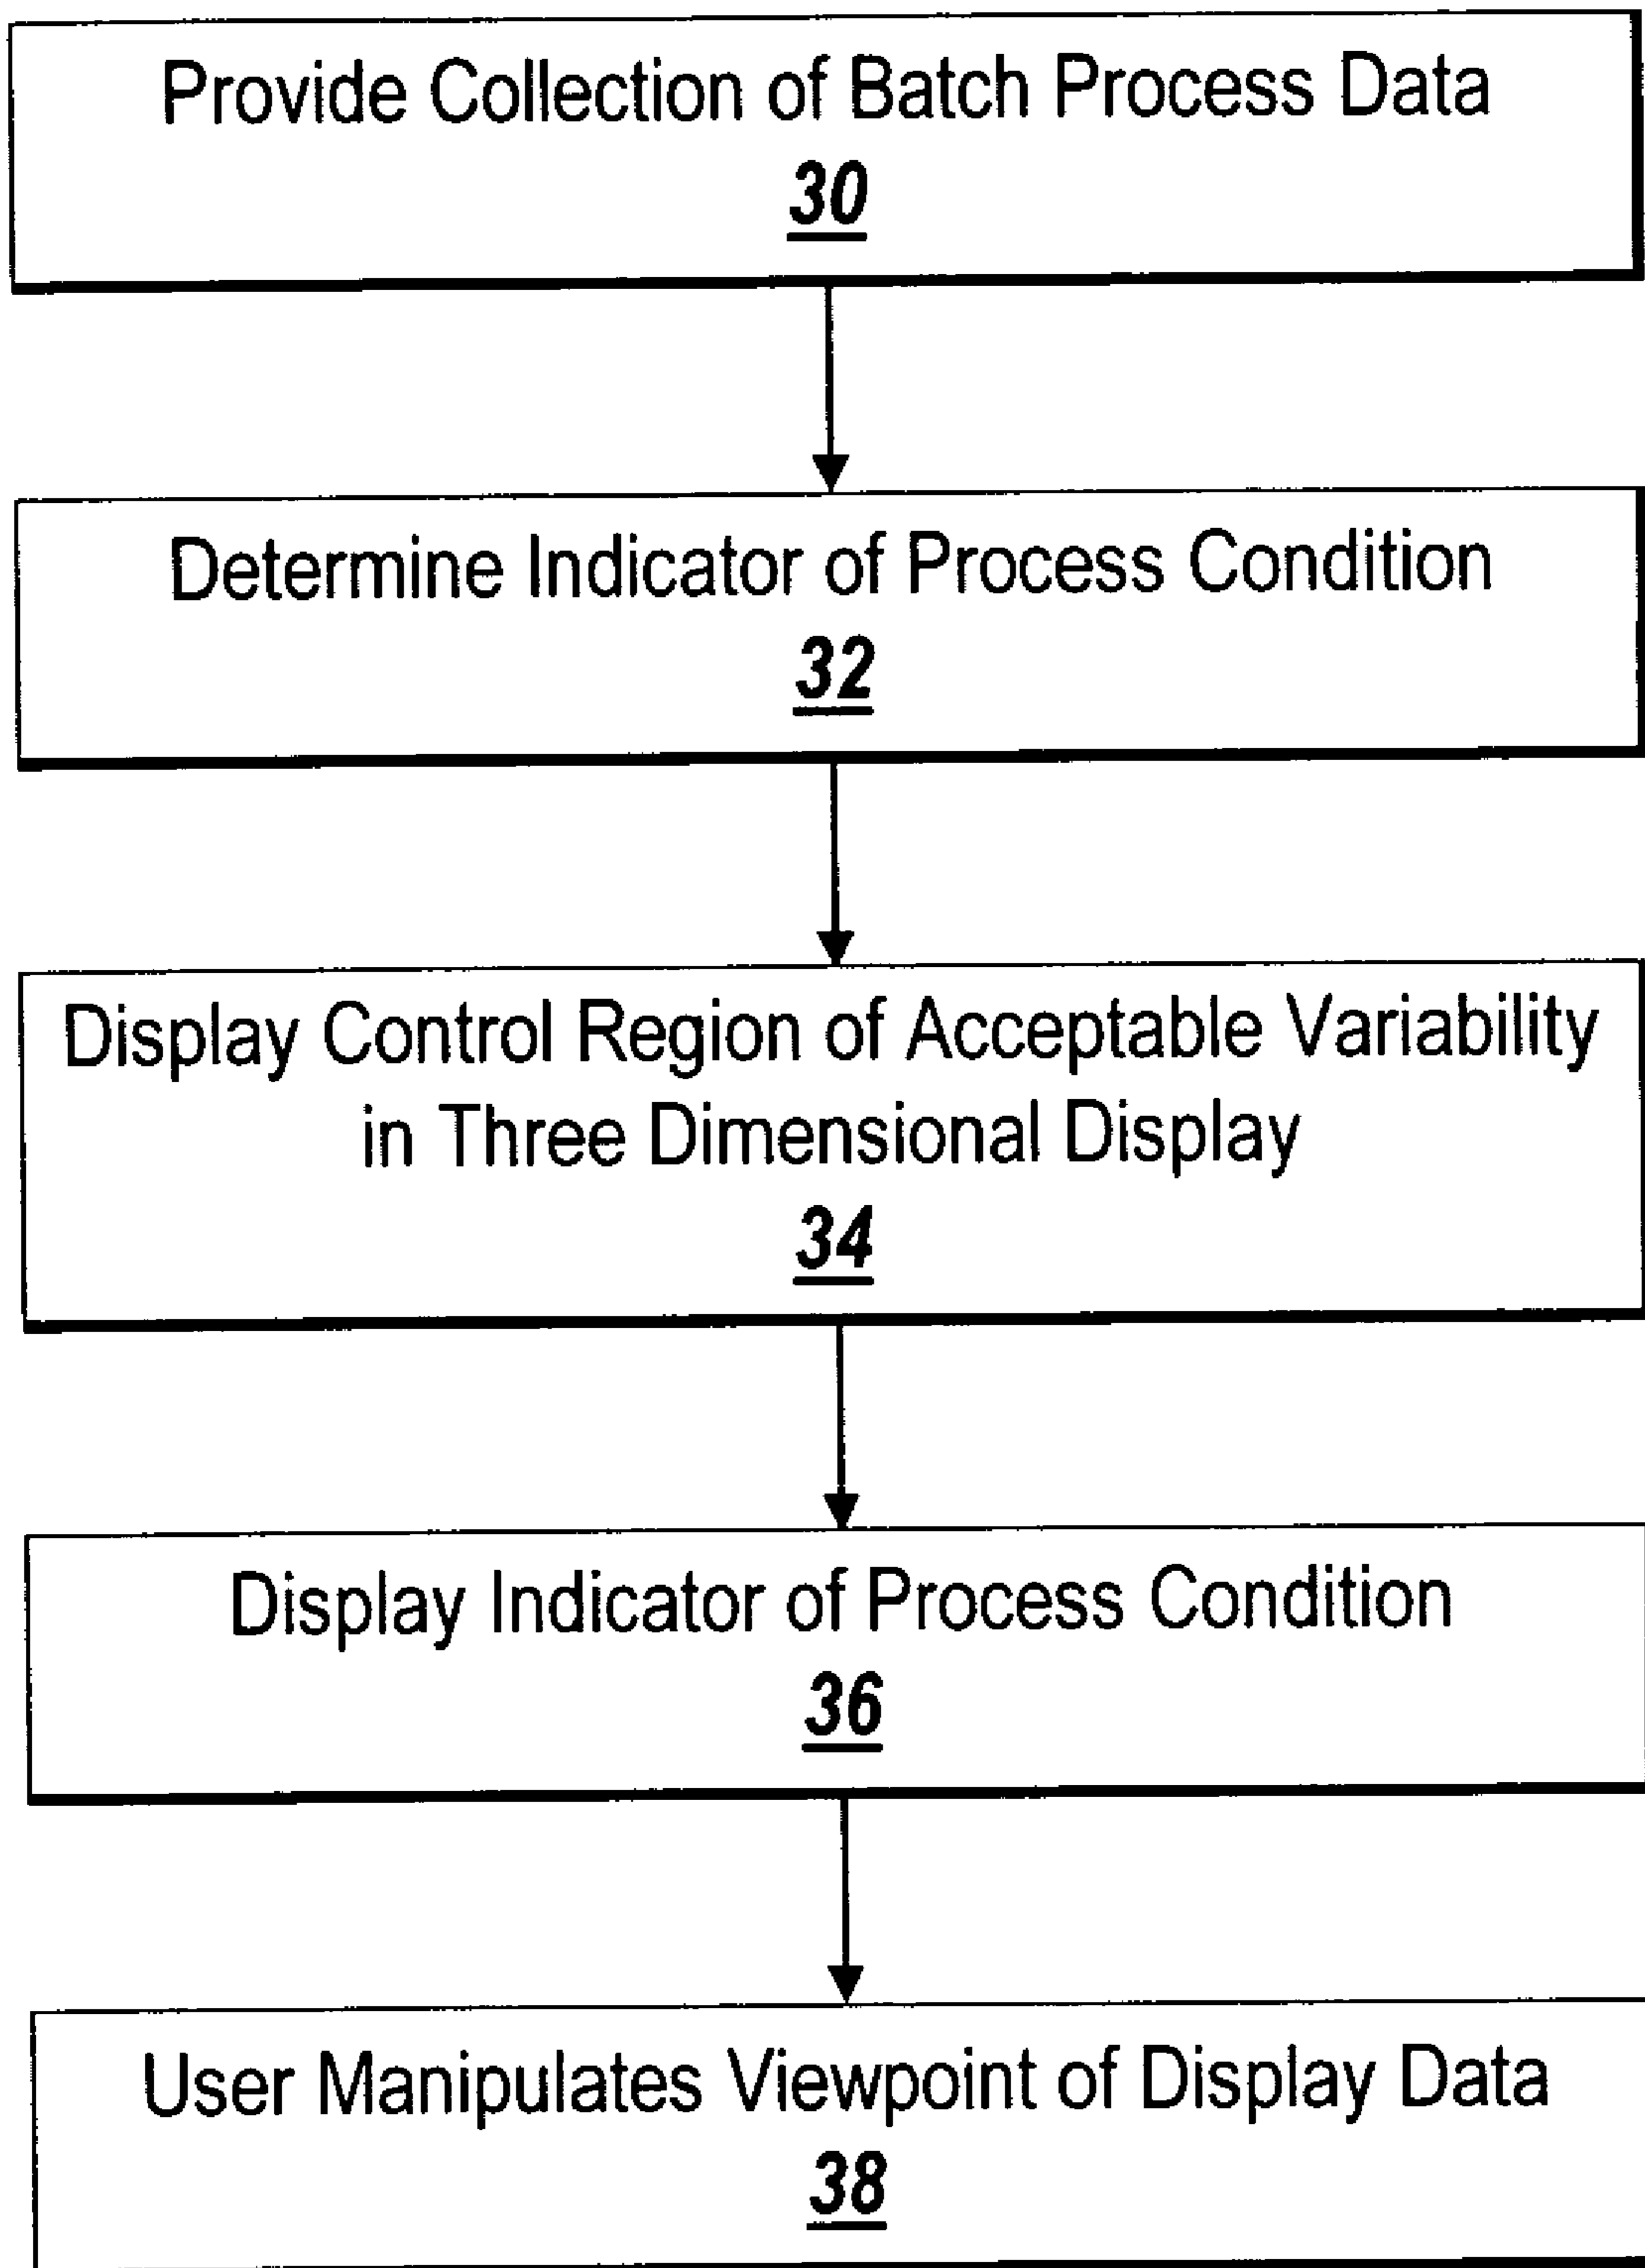 Provide Collection of Batch Process Data
30
Determine Indicator of Process Condition
32
Display Control Region of Acceptable Variability
in Three Dimensional Display
34
Display Indicator of Process Condition
36
User Manipulates Viewpoint of Display Data
38